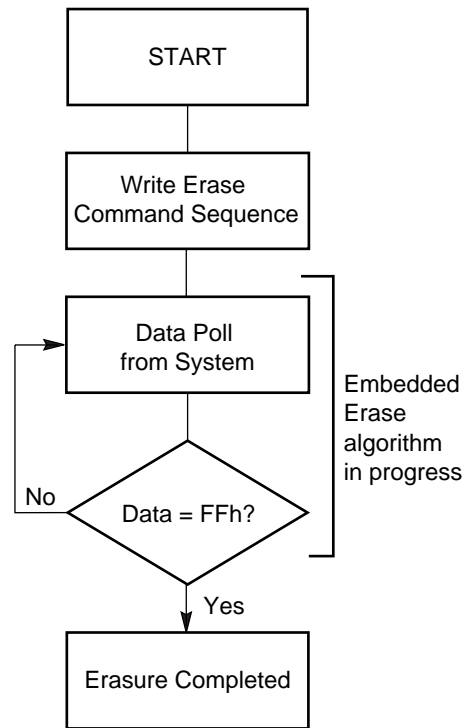 START
Write Erase
Command Sequence
Data Poll
from System
Embedded
Erase
algorithm
in progress
No
Data = FFh?
Yes
Erasure Completed